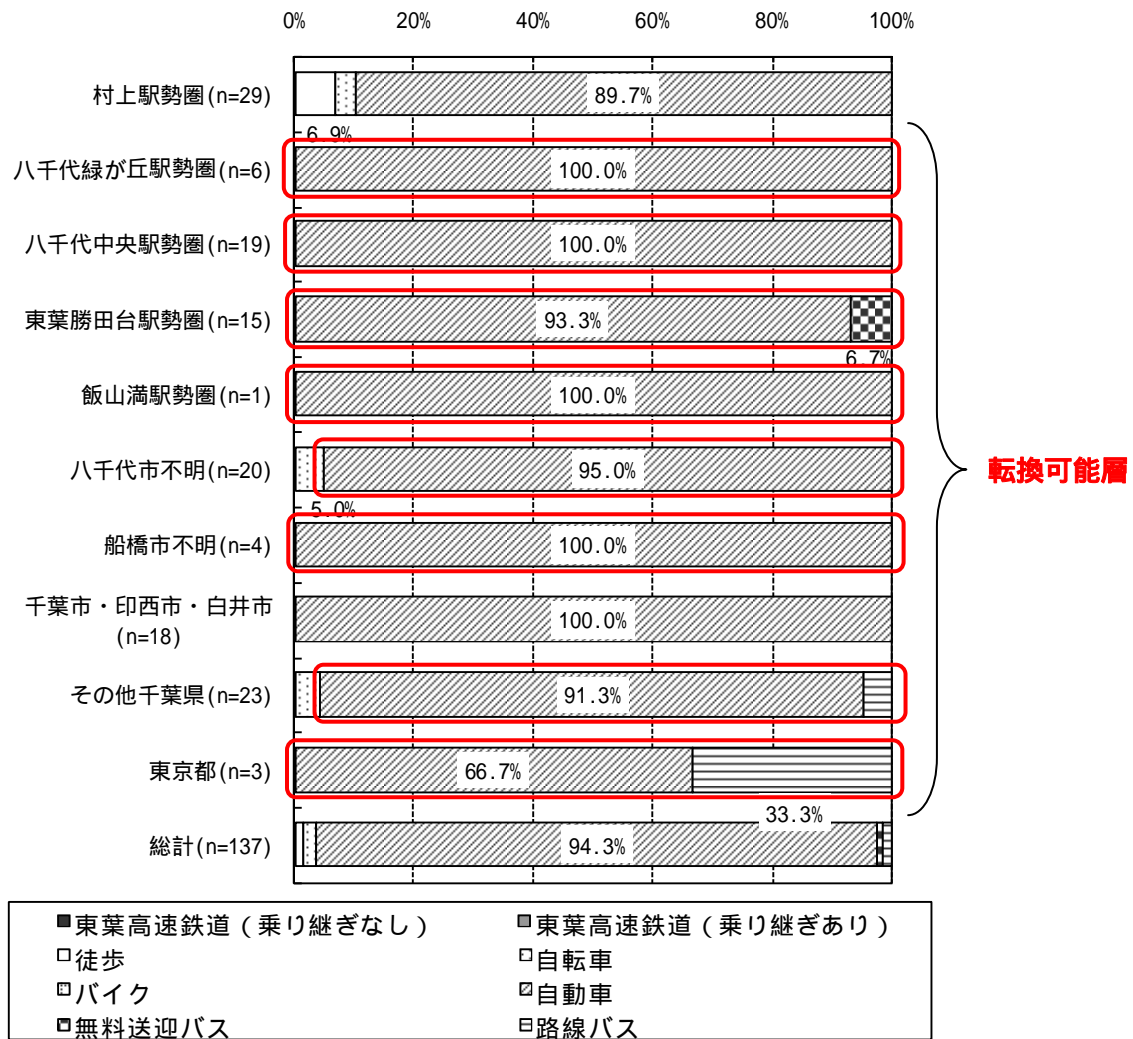 0% 20% 40% 60% 80% 100%
村上駅勢圏(n=29) 89.7%
6.9%
八千代緑が丘駅勢圏(n=6) 100.0%
八千代中央駅勢圏(n=19) 100.0%
東葉勝田台駅勢圏(n=15) 93.3%
6.7%
飯山満駅勢圏(n=1) 100.0%
八千代市不明(n=20) 95.0%
転換可能層
5.0%
船橋市不明(n=4) 100.0%
千葉市・印西市・白井市
(n=18) 100.0%
その他千葉県(n=23) 91.3%
東京都(n=3) 66.7%
33.3%
総計(n=137) 94.3%
東葉高速鉄道(乗り継ぎなし) 東葉高速鉄道(乗り継ぎあり)
徒歩 自転車
バイク 自動車
無料送迎バス 路線バス